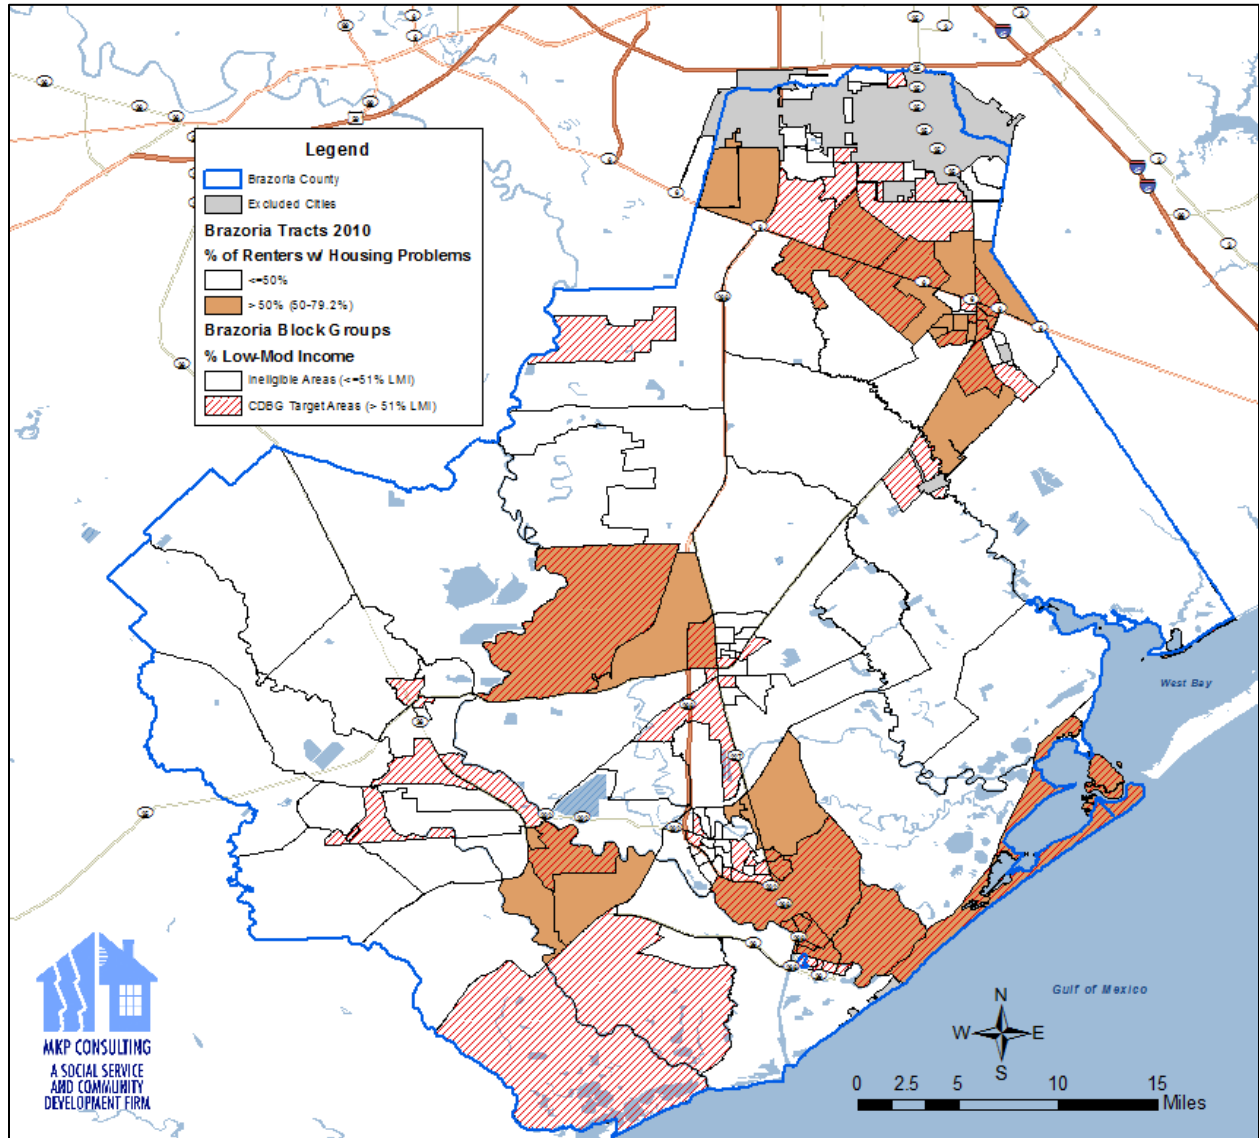 Legend
Brazoria County
Excluded Cities
Brazoria Tracts 2010
% of Renters w/ Housing Problems
<=50%
> 50% (50-79.2%)
Brazoria Block Groups
% Low-Mod Income
Ineligible Areas (<=51% LMI)
CDBG Target Areas (> 51% LMI)
West Bay
Gulf of Mexico
MKP CONSULTING
A SOCIAL SERVICE
AND COMMUNITY
DEVELOPMENT FIRM
N
W
E
S
0 2.5 5 10 15
Miles